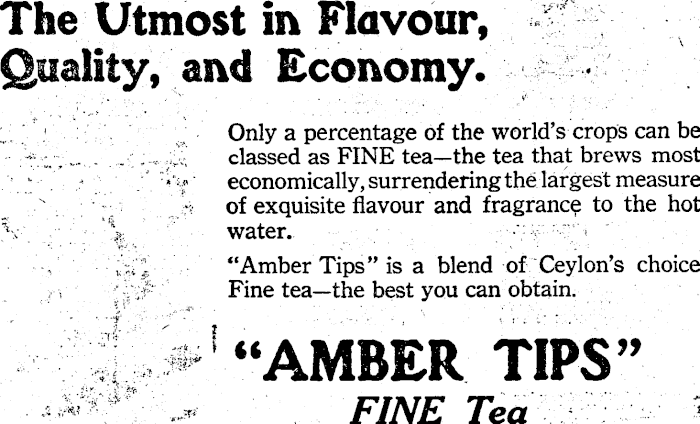 The Utmost in Flavour,
Quality, and Economy.
Only a percentage of the world's crops can be
classed as FINE tea—the tea that brews most
economically, surrendering the largest measure
of exquisite flavour and fragrance to the hot
water.
"Amber Tips" is a blend of Ceylon's choice
Fine tea—the best you can obtain.
"AMBER TIPS"
FINE Tea